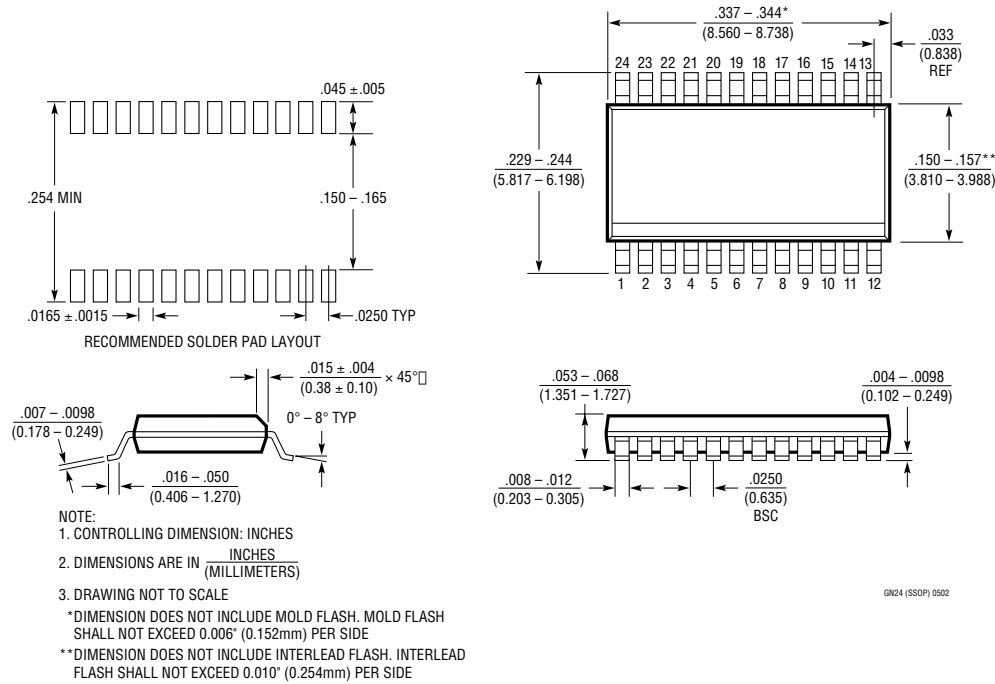 .337 – .344*
(8.560 – 8.738)
.033
(0.838)
REF
24 23 22 21 20 19 18 17 16 15 14 13
.229 – .244
(5.817 – 6.198)
.150 – .157**
(3.810 – 3.988)
1 2 3 4 5 6 7 8 9 10 11 12
.045 ±.005
.254 MIN
.150 – .165
.0165 ±.0015
.0250 TYP
RECOMMENDED SOLDER PAD LAYOUT
.015 ± .004
(0.38 ± 0.10)
× 45°
.007 – .0098
(0.178 – 0.249)
0° – 8° TYP
.016 – .050
(0.406 – 1.270)
.053 – .068
(1.351 – 1.727)
.004 – .0098
(0.102 – 0.249)
.008 – .012
(0.203 – 0.305)
.0250
(0.635)
BSC
NOTE:
1. CONTROLLING DIMENSION: INCHES
2. DIMENSIONS ARE IN INCHES
(MILLIMETERS)
3. DRAWING NOT TO SCALE
*DIMENSION DOES NOT INCLUDE MOLD FLASH. MOLD FLASH
SHALL NOT EXCEED 0.006" (0.152mm) PER SIDE
**DIMENSION DOES NOT INCLUDE INTERLEAD FLASH. INTERLEAD
FLASH SHALL NOT EXCEED 0.010" (0.254mm) PER SIDE
GN24 (SSOP) 0502